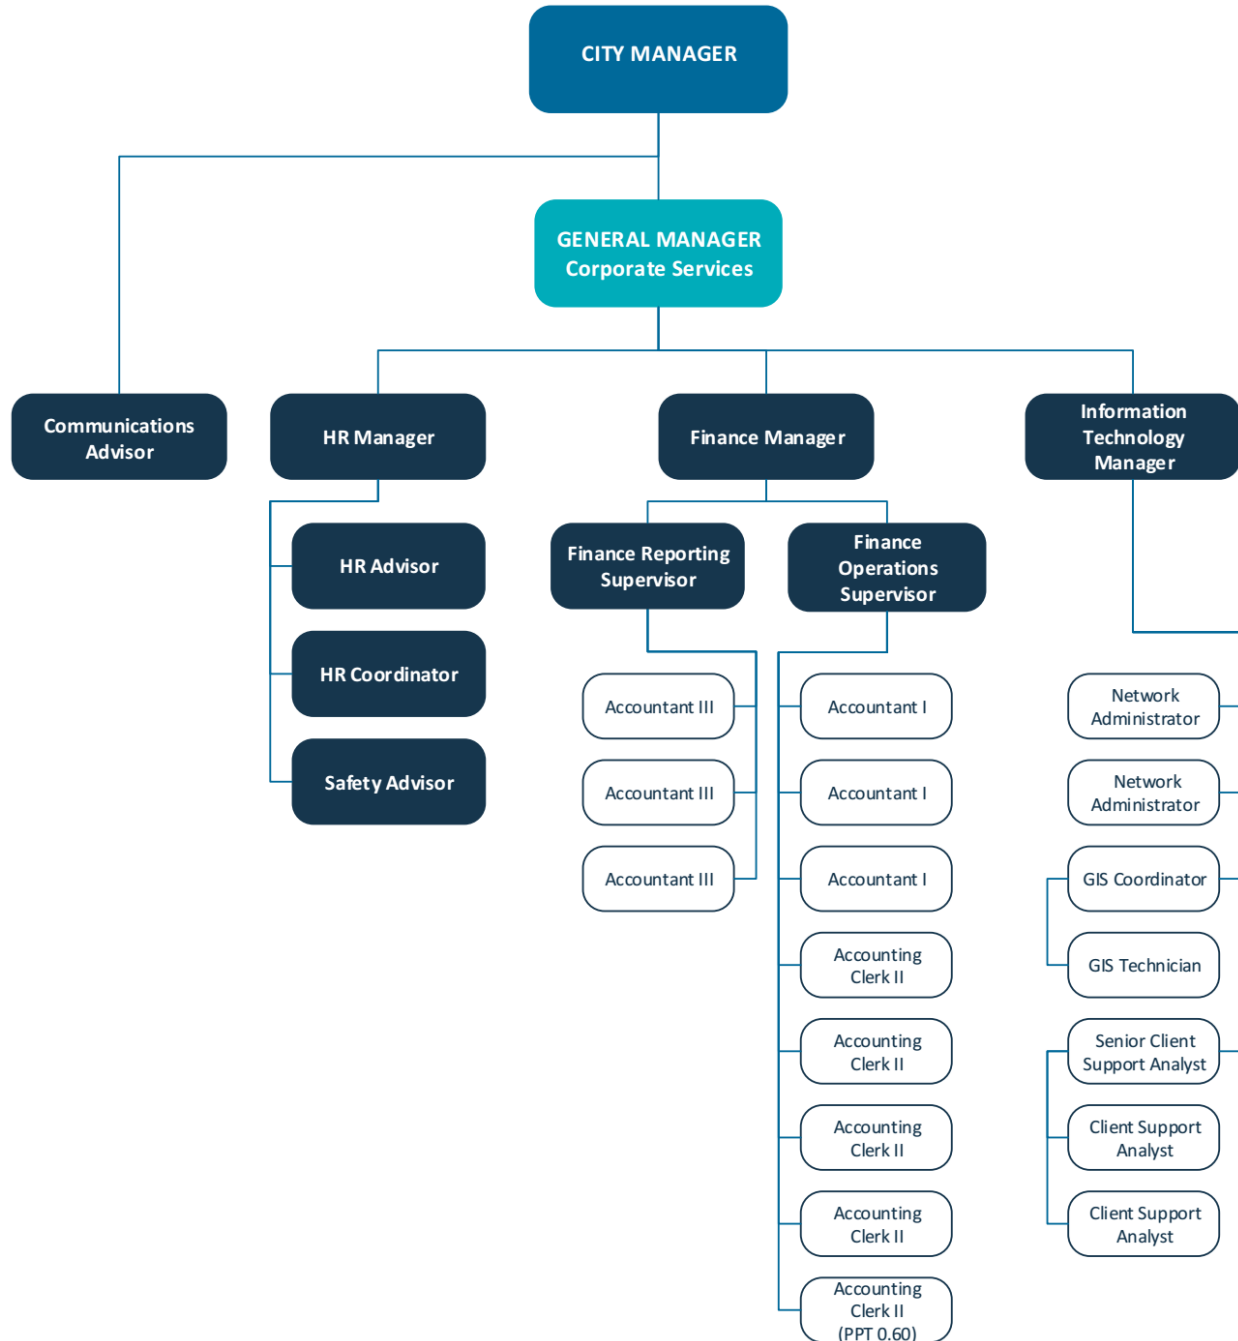 CITY MANAGER
GENERAL MANAGER
Corporate Services
Communications
Advisor
HR Manager
Finance Manager
Information
Technology
Manager
HR Advisor
HR Coordinator
Safety Advisor
Finance Reporting
Supervisor
Finance
Operations
Supervisor
Accountant III
Accountant III
Accountant III
Accountant I
Accountant I
Accountant I
Accounting
Clerk II
Accounting
Clerk II
Accounting
Clerk II
Accounting
Clerk II
Accounting
Clerk II
(PPT 0.60)
Network
Administrator
Network
Administrator
GIS Coordinator
GIS Technician
Senior Client
Support Analyst
Client Support
Analyst
Client Support
Analyst